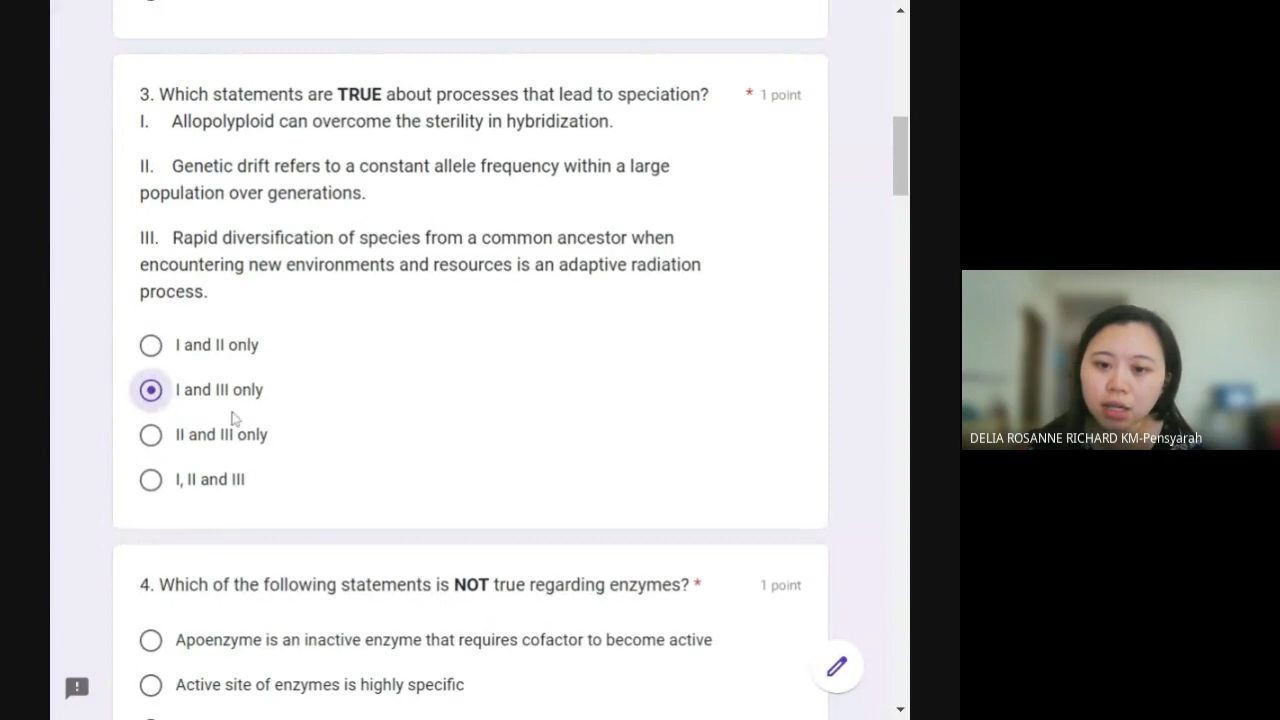 3. Which statements are TRUE about processes that lead to speciation? * 1 point
I. Allopolyploid can overcome the sterility in hybridization.
II. Genetic drift refers to a constant allele frequency within a large
population over generations.
III. Rapid diversification of species from a common ancestor when
encountering new environments and resources is an adaptive radiation
process.
I and II only
I and III only
II and III only
I, II and III
4. Which of the following statements is NOT true regarding enzymes? * 1 point
Apoenzyme is an inactive enzyme that requires cofactor to become active
Active site of enzymes is highly specific
DELIA ROSANNE RICHARD KM-Pensyarah